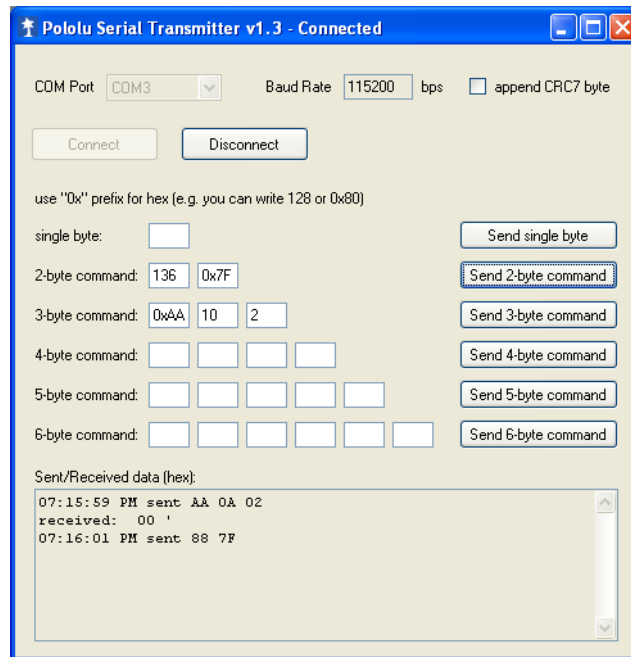 Pololu Serial Transmitter v1.3 - Connected
COM Port COM3 Baud Rate 115200 bps append CRC7 byte
Connect Disconnect
use "0x" prefix for hex (e.g. you can write 128 or 0x80)
single byte: Send single byte
2-byte command: 136 0x7F Send 2-byte command
3-byte command: 0xAA 10 2 Send 3-byte command
4-byte command: Send 4-byte command
5-byte command: Send 5-byte command
6-byte command: Send 6-byte command
Sent/Received data (hex):
07:15:59 PM sent AA 0A 02
received: 00 '
07:16:01 PM sent 88 7F